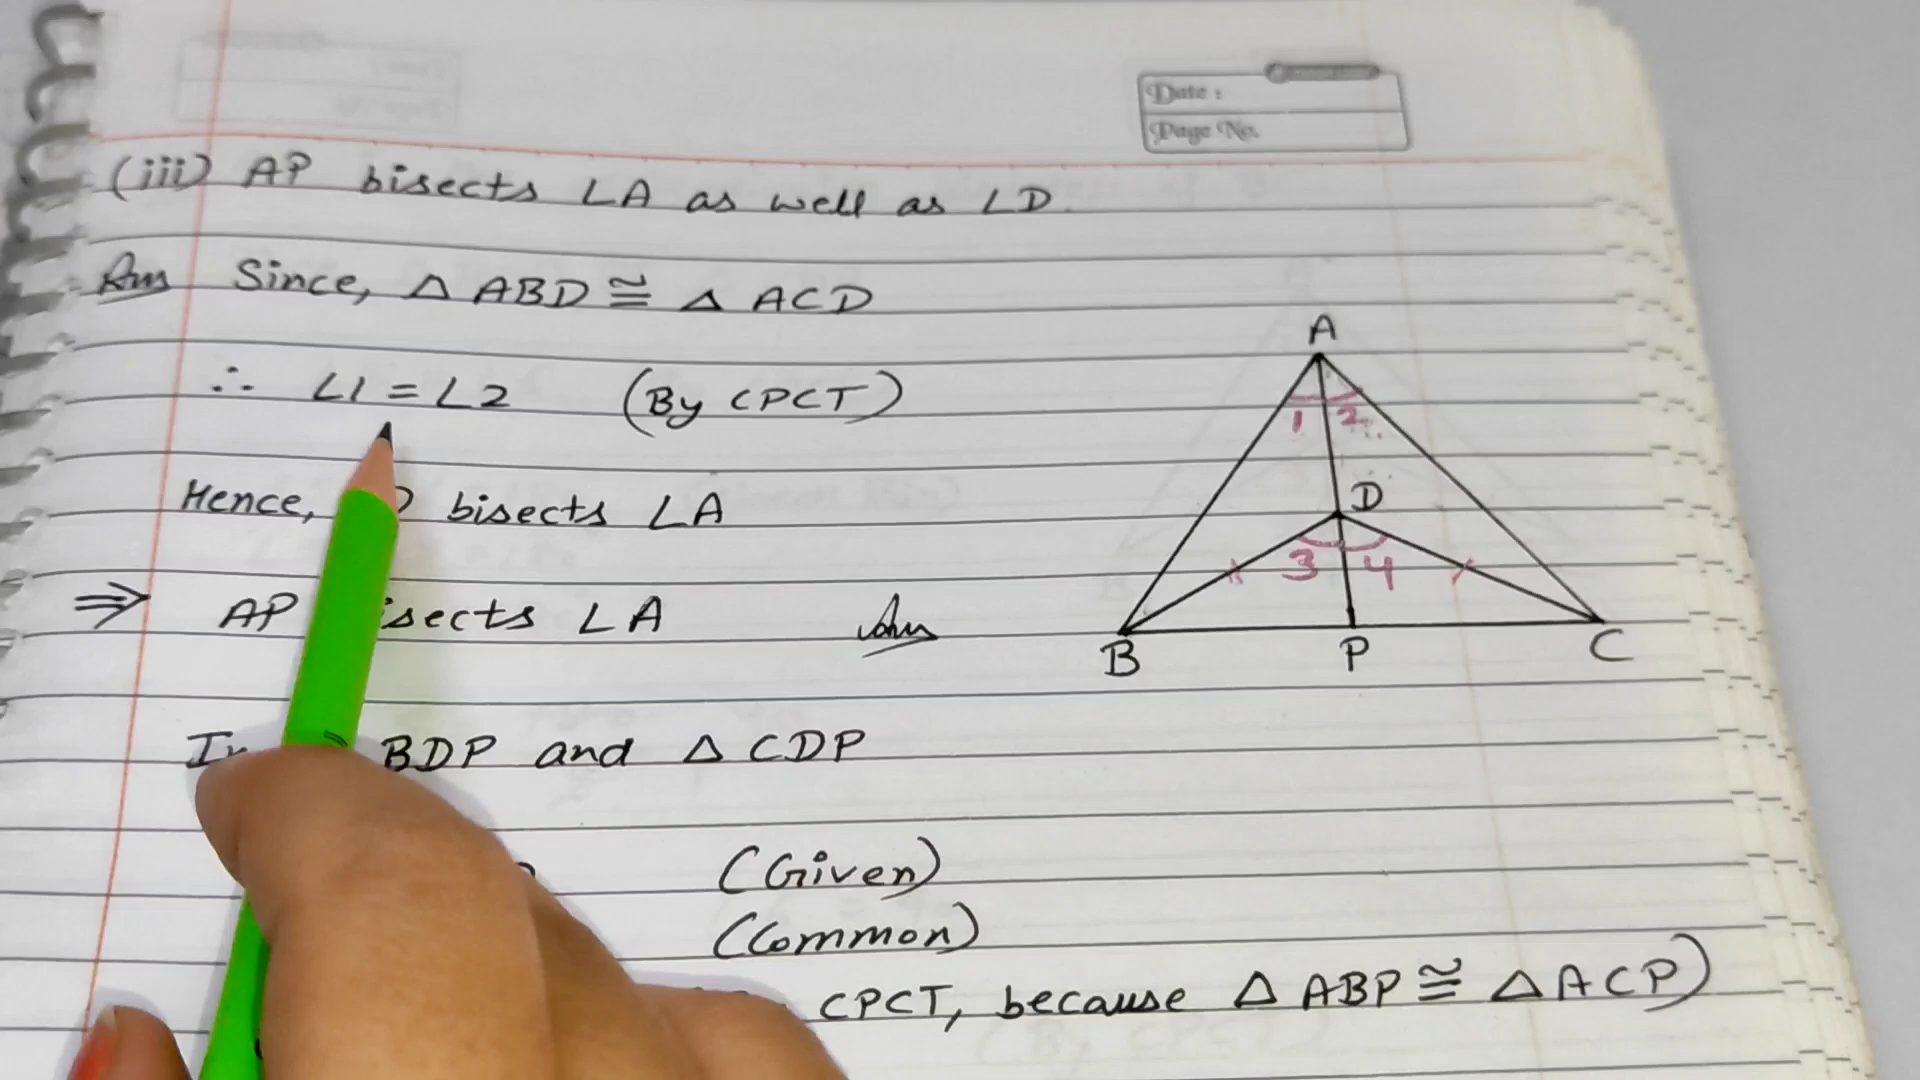 Date :
Page No.
(iii) AP bisects ∠A as well as ∠D.
Ans Since, △ ABD ≅ △ ACD
∴ ∠1 = ∠2 (By CPCT)
Hence, bisects ∠A
⇒ AP bisects ∠A Ans
BDP and △ CDP
(Given)
(Common)
CPCT, because △ ABP ≅ △ ACP)
A
1 2
D
3 4
B P C